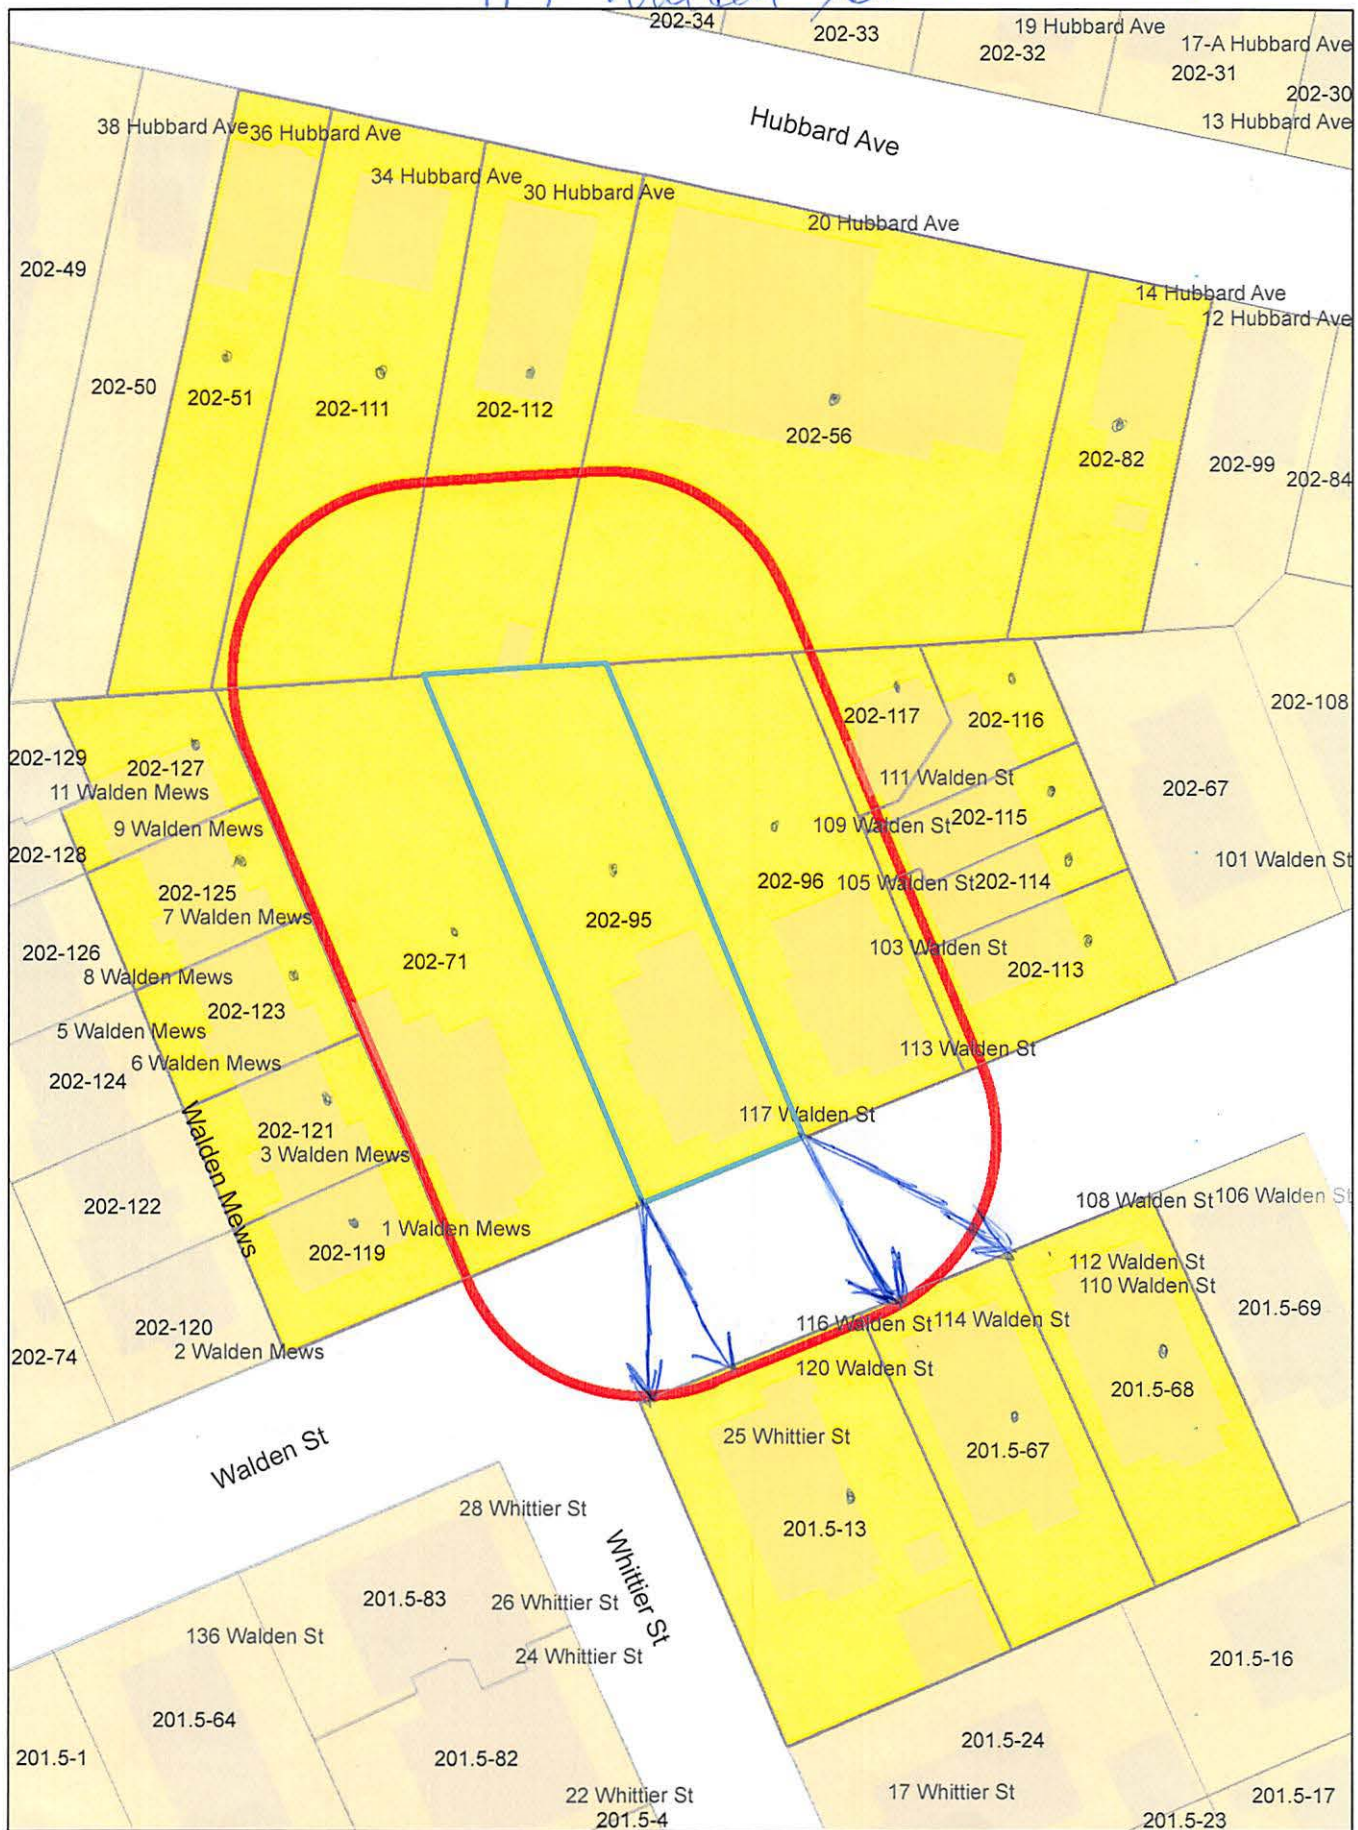 202-34
202-33
19 Hubbard Ave
202-32
17-A Hubbard Ave
202-31
202-30
13 Hubbard Ave
Hubbard Ave
38 Hubbard Ave
36 Hubbard Ave
34 Hubbard Ave
30 Hubbard Ave
20 Hubbard Ave
14 Hubbard Ave
12 Hubbard Ave
202-49
202-50
202-51
202-111
202-112
202-56
202-82
202-99
202-84
202-117
202-116
202-108
202-129
202-127
11 Walden Mews
111 Walden St
202-67
9 Walden Mews
109 Walden St
202-115
202-128
202-125
7 Walden Mews
202-95
202-96
105 Walden St
202-114
101 Walden St
202-126
8 Walden Mews
202-71
103 Walden St
202-113
202-123
5 Walden Mews
6 Walden Mews
113 Walden St
202-124
117 Walden St
202-121
3 Walden Mews
Walden Mews
202-122
1 Walden Mews
202-119
108 Walden St
106 Walden St
112 Walden St
110 Walden St
201.5-69
202-120
2 Walden Mews
116 Walden St
114 Walden St
202-74
120 Walden St
201.5-68
25 Whittier St
201.5-67
Walden St
28 Whittier St
201.5-13
Whittier St
201.5-83
26 Whittier St
136 Walden St
24 Whittier St
201.5-16
201.5-64
201.5-1
201.5-82
201.5-24
22 Whittier St
201.5-4
17 Whittier St
201.5-17
201.5-23